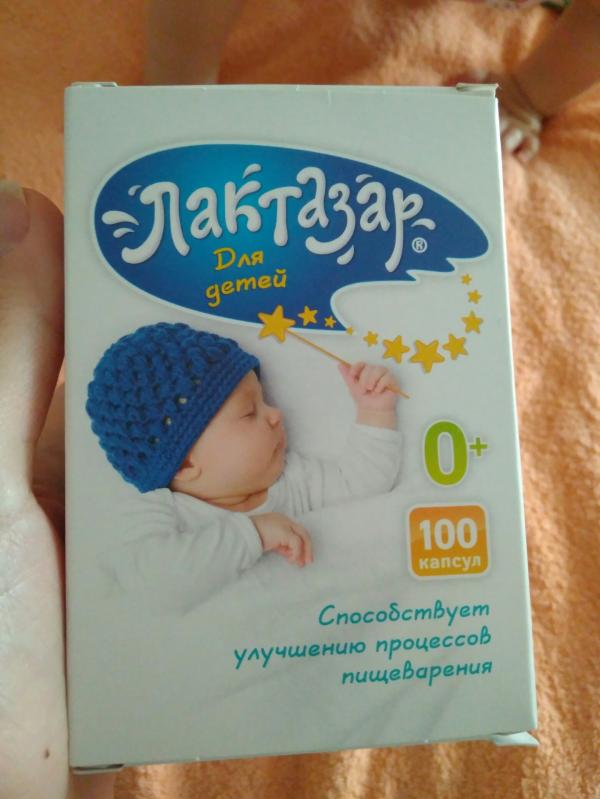 Лактазар®
Для
детей
0+
100
капсул
Способствует
улучшению процессов
пищеварения